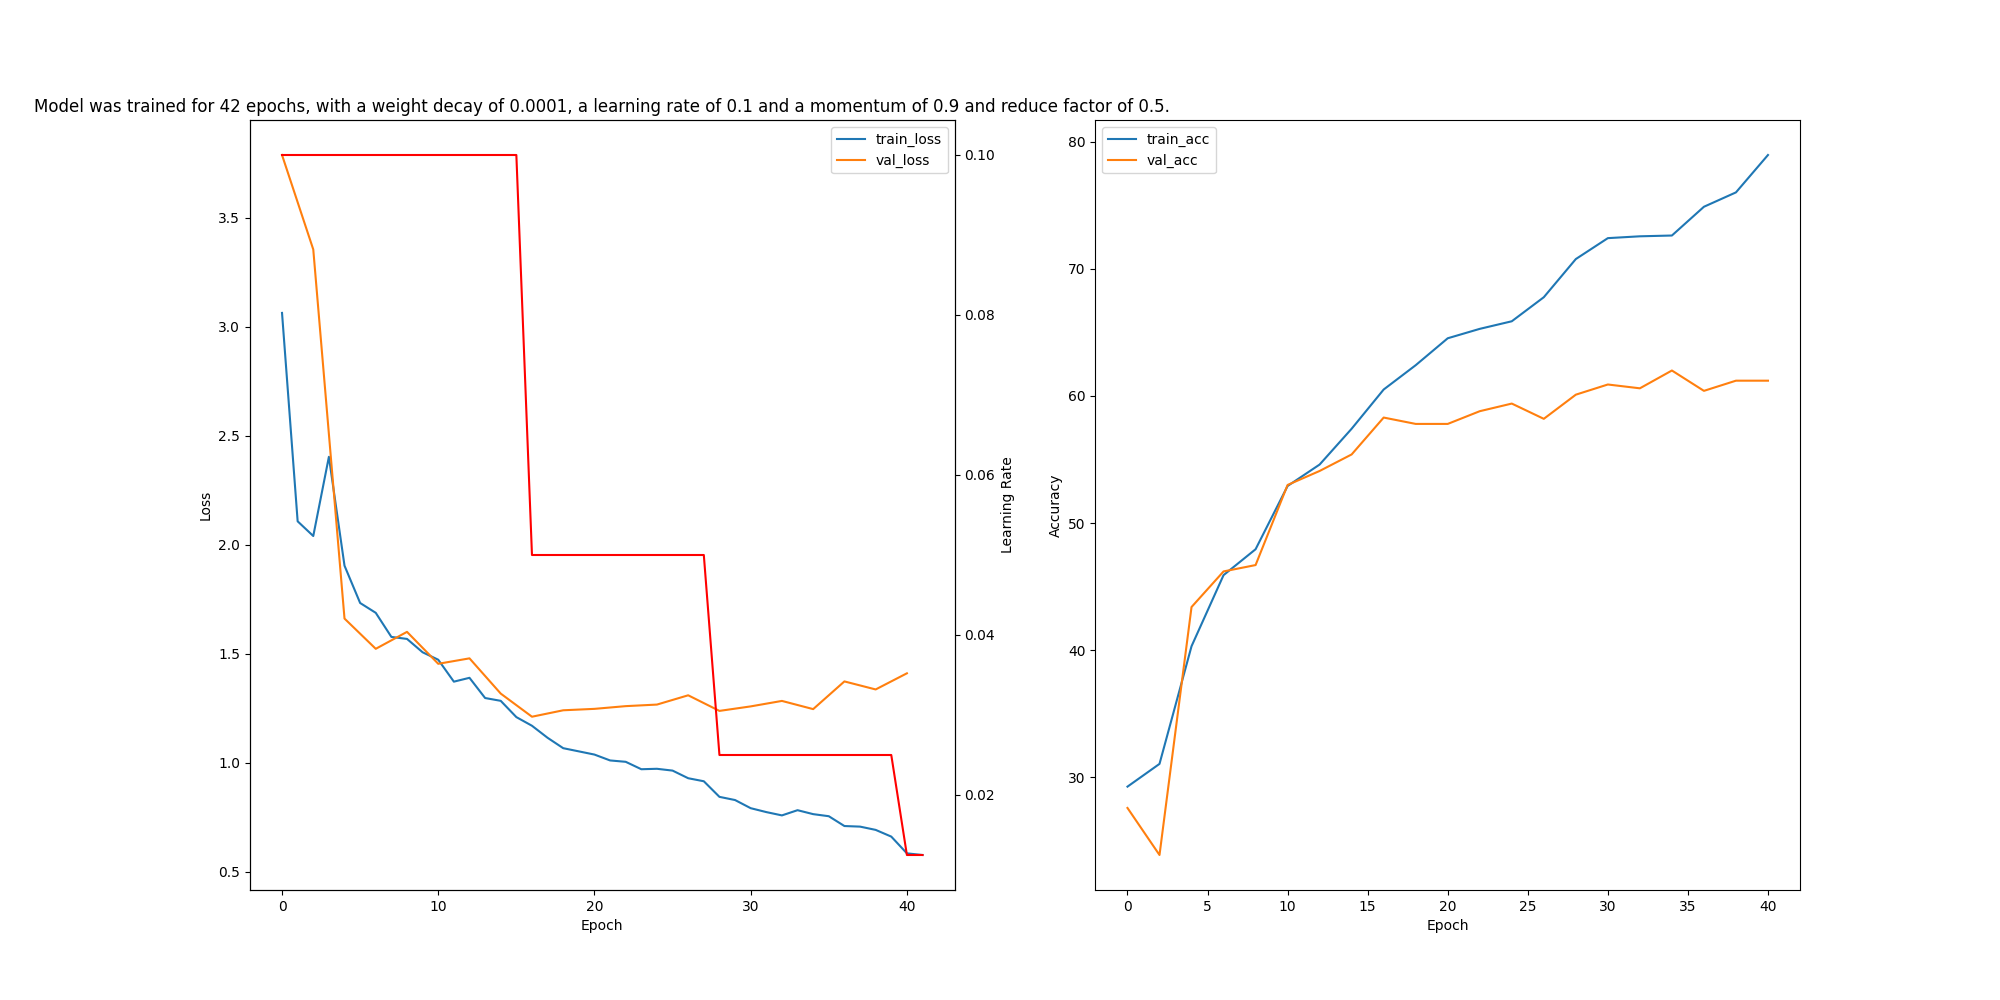 Model was trained for 42 epochs, with a weight decay of 0.0001, a learning rate of 0.1 and a momentum of 0.9 and reduce factor of 0.5.
train_loss
val_loss
3.5
3.0
2.5
2.0
1.5
1.0
0.5
Loss
0.10
0.08
0.06
0.04
0.02
Learning Rate
0 10 20 30 40
Epoch
train_acc
val_acc
80
70
60
50
40
30
Accuracy
0 5 10 15 20 25 30 35 40
Epoch